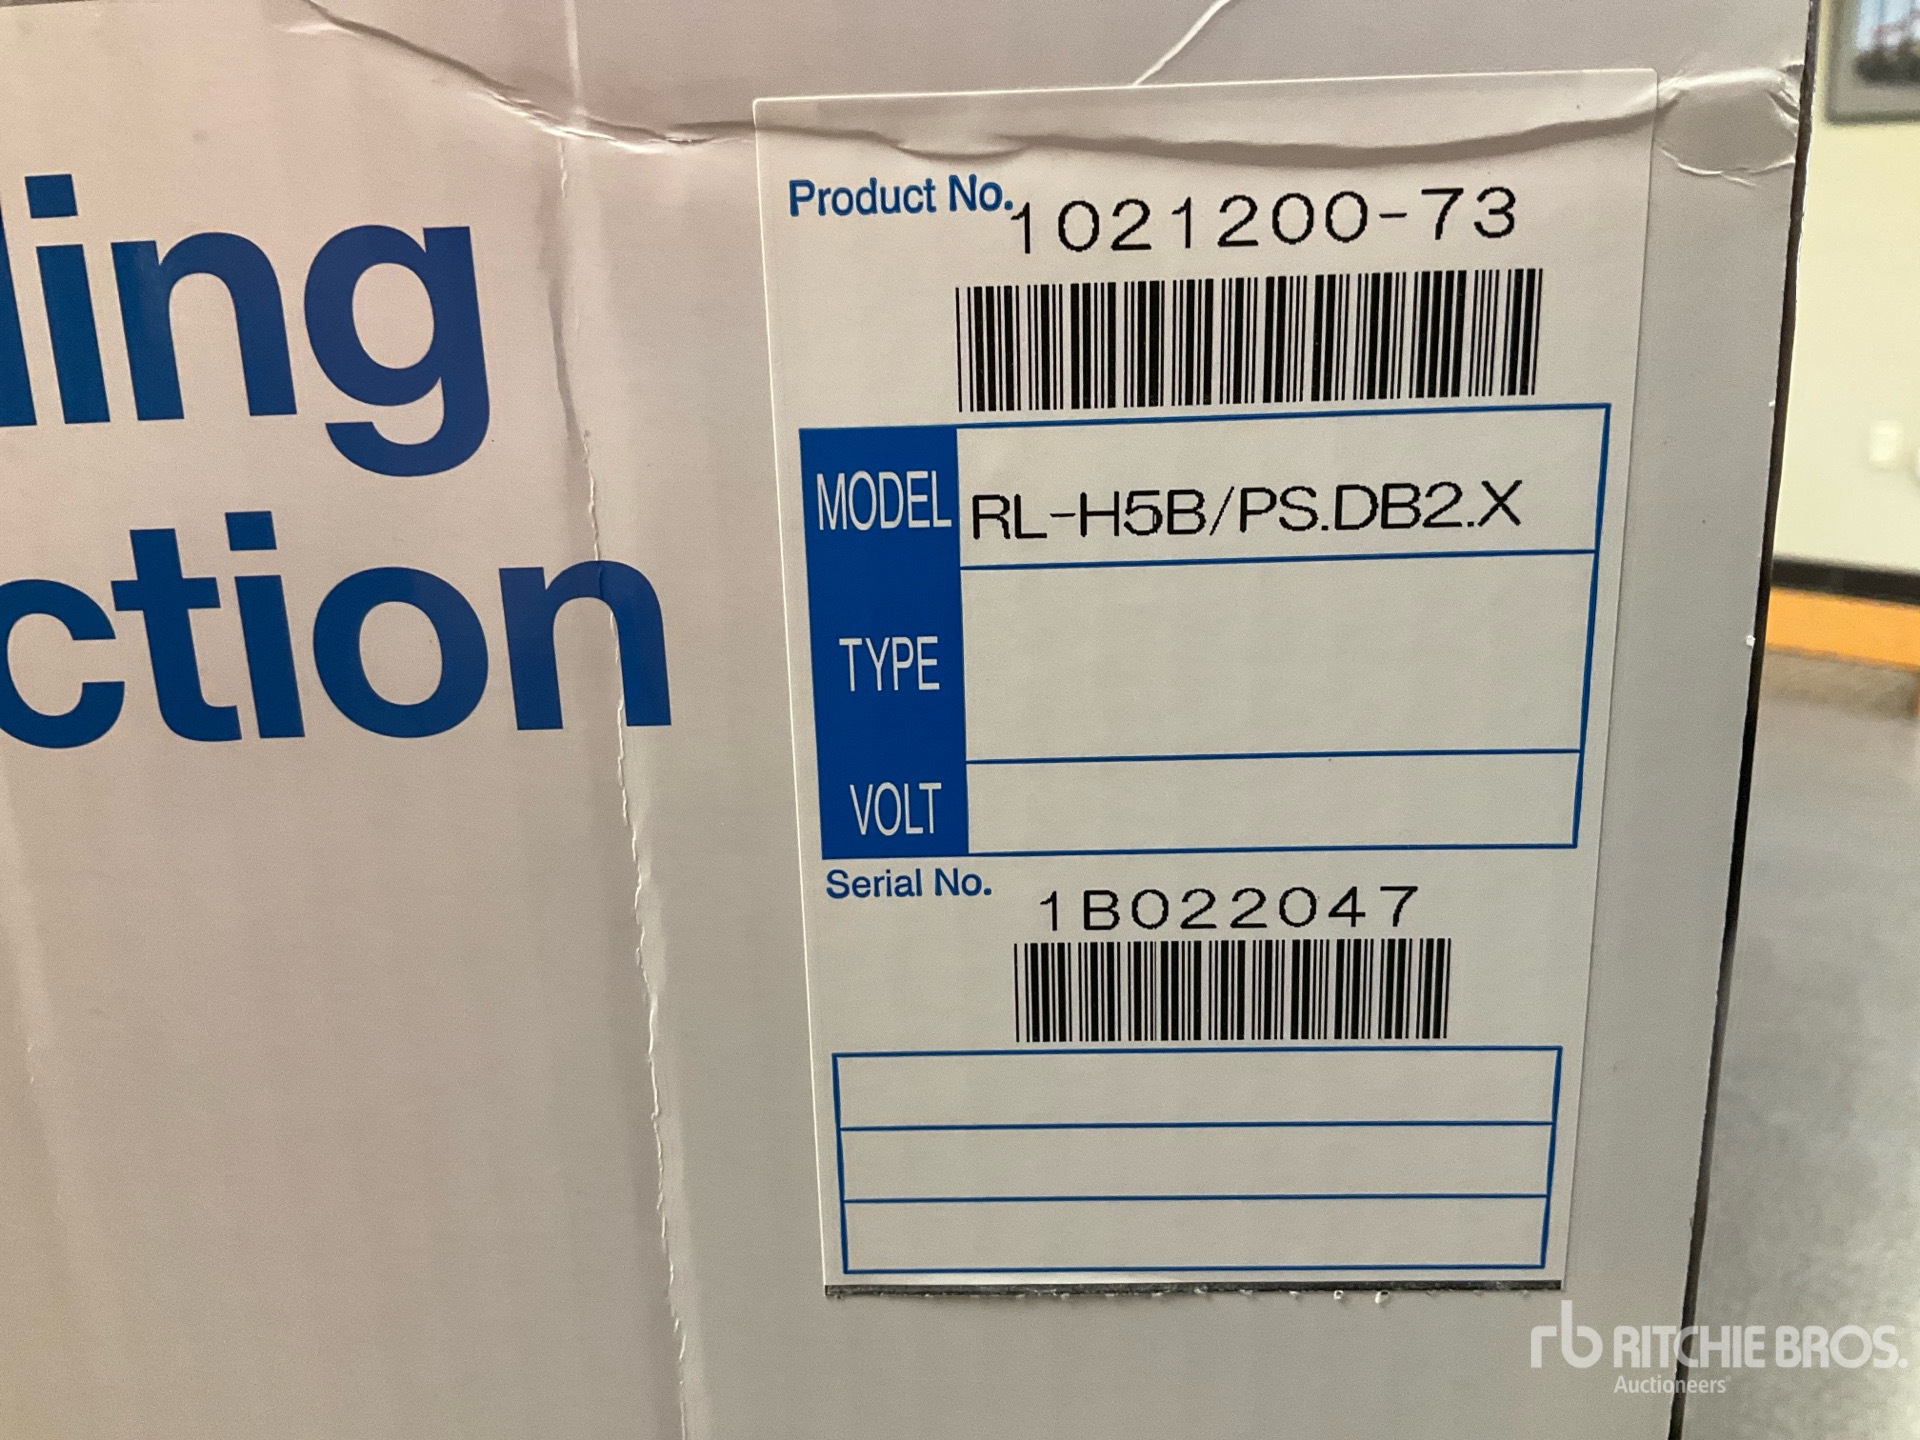 ling
ction
Product No. 1021200-73
MODEL RL-H5B/PS.DB2.X
TYPE
VOLT
Serial No. 1B022047
rb RITCHIE BROS.
Auctioneers